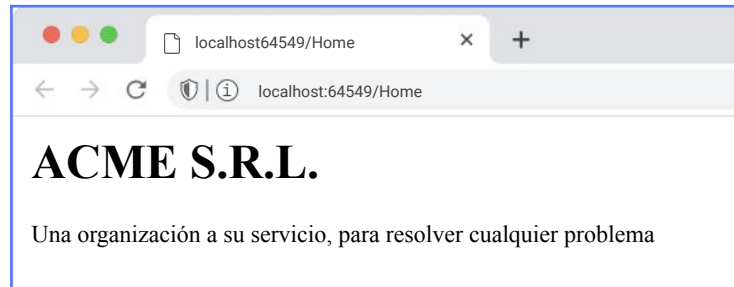 localhost64549/Home
localhost:64549/Home
ACME S.R.L.
Una organización a su servicio, para resolver cualquier problema